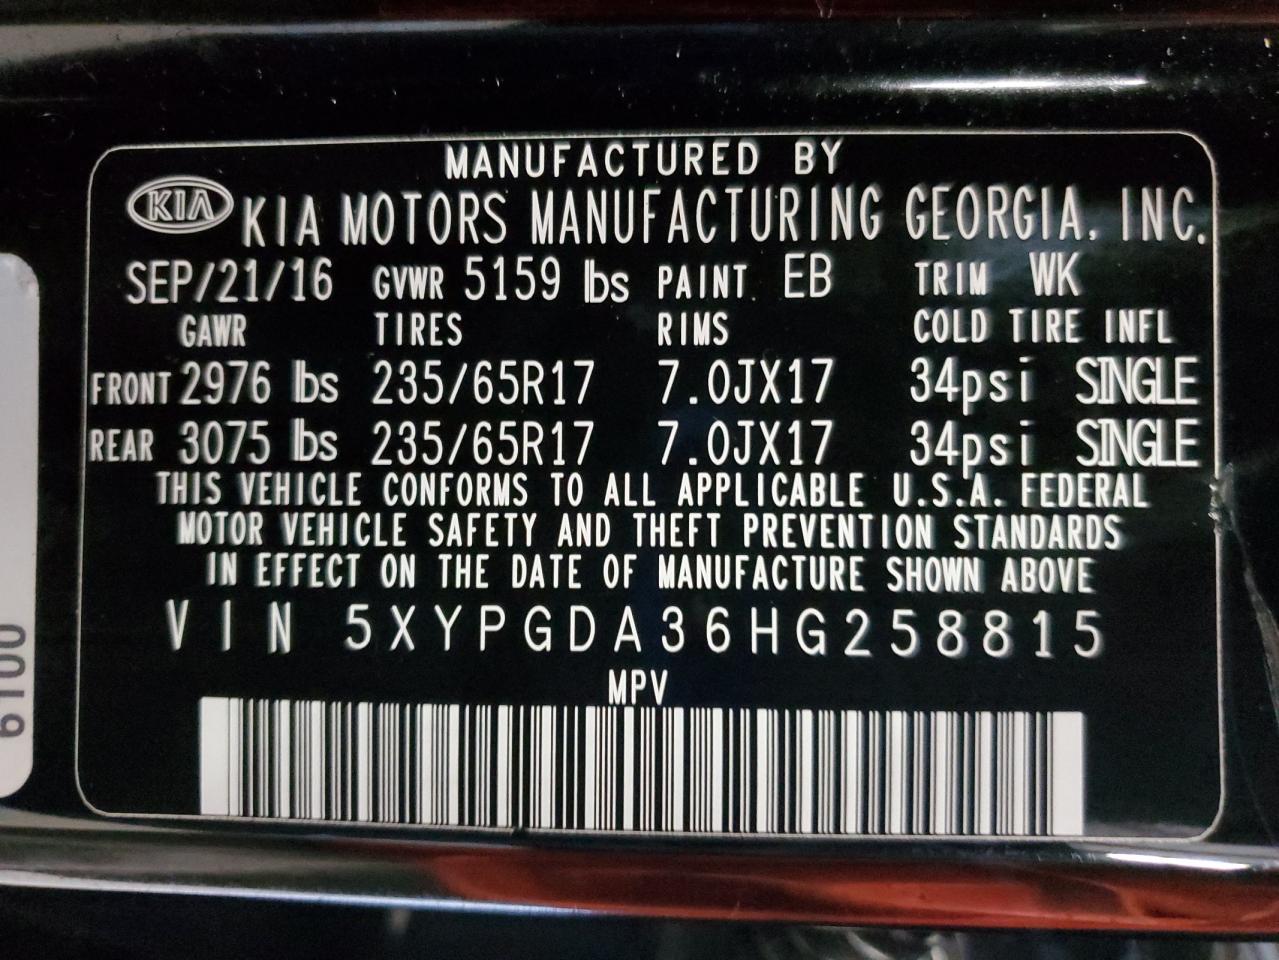 MANUFACTURED BY
KIA KIA MOTORS MANUFACTURING GEORGIA, INC.
SEP/21/16 GVWR 5159 lbs PAINT EB TRIM WK
GAWR TIRES RIMS COLD TIRE INFL
FRONT 2976 lbs 235/65R17 7.0JX17 34psi SINGLE
REAR 3075 lbs 235/65R17 7.0JX17 34psi SINGLE
THIS VEHICLE CONFORMS TO ALL APPLICABLE U.S.A. FEDERAL
MOTOR VEHICLE SAFETY AND THEFT PREVENTION STANDARDS
IN EFFECT ON THE DATE OF MANUFACTURE SHOWN ABOVE
VIN 5XYPGDA36HG258815
MPV
6100